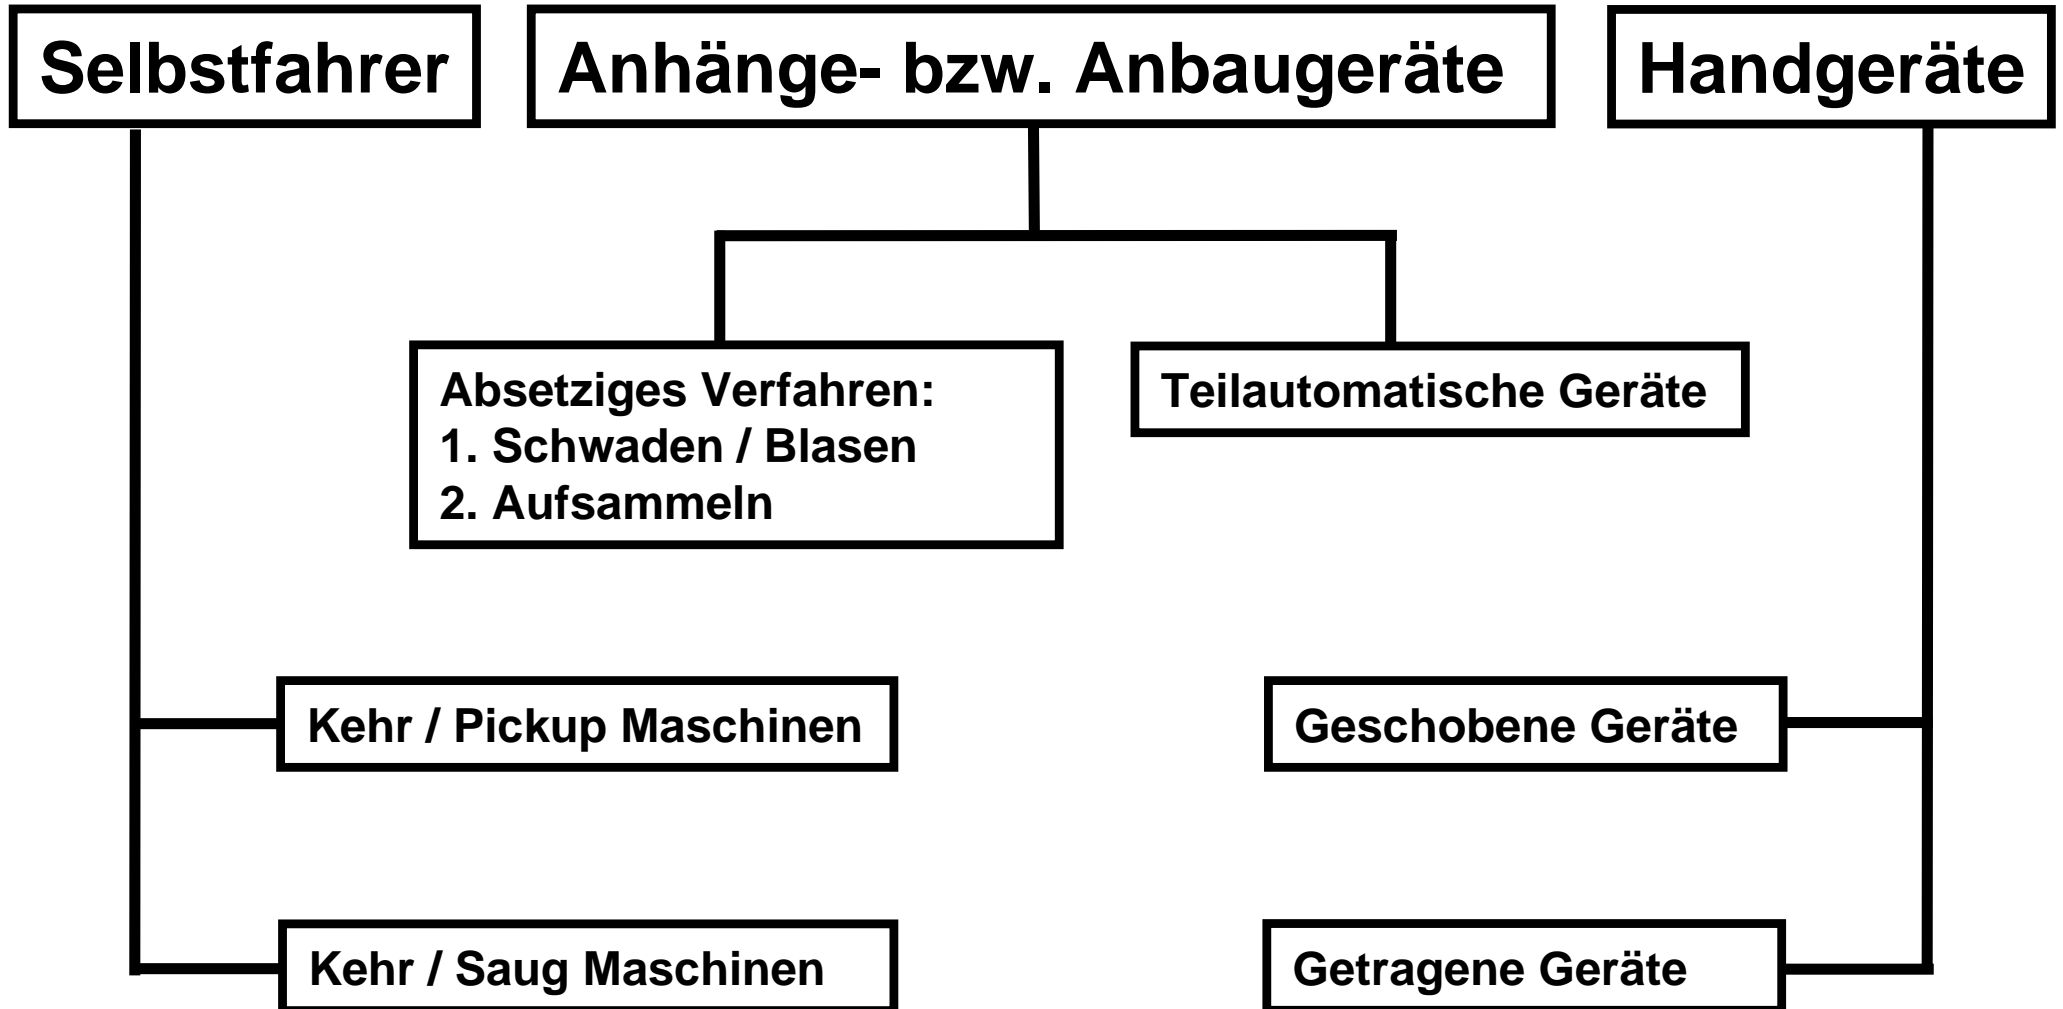 Selbstfahrer
Anhänge- bzw. Anbaugeräte
Handgeräte
Absetziges Verfahren:
1. Schwaden / Blasen
2. Aufsammeln
Teilautomatische Geräte
Kehr / Pickup Maschinen
Geschobene Geräte
Kehr / Saug Maschinen
Getragene Geräte